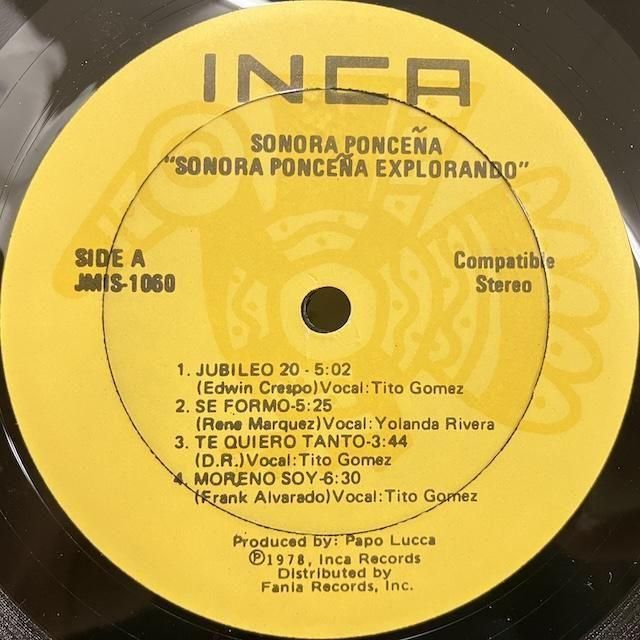 INCA
SONORA PONCEÑA
"SONORA PONCEÑA EXPLORANDO"
SIDE A
JMIS-1060
Compatible
Stereo
1. JUBILEO 20 - 5:02
(Edwin Crespo)Vocal:Tito Gomez
2. SE FORMO-5:25
(Rene Marquez)Vocal:Yolanda Rivera
3. TE QUIERO TANTO-3:44
(D.R.)Vocal:Tito Gomez
4. MORENO SOY-6:30
(Frank Alvarado)Vocal:Tito Gomez
Produced by: Papo Lucca
℗1978, Inca Records
Distributed by
Fania Records, Inc.